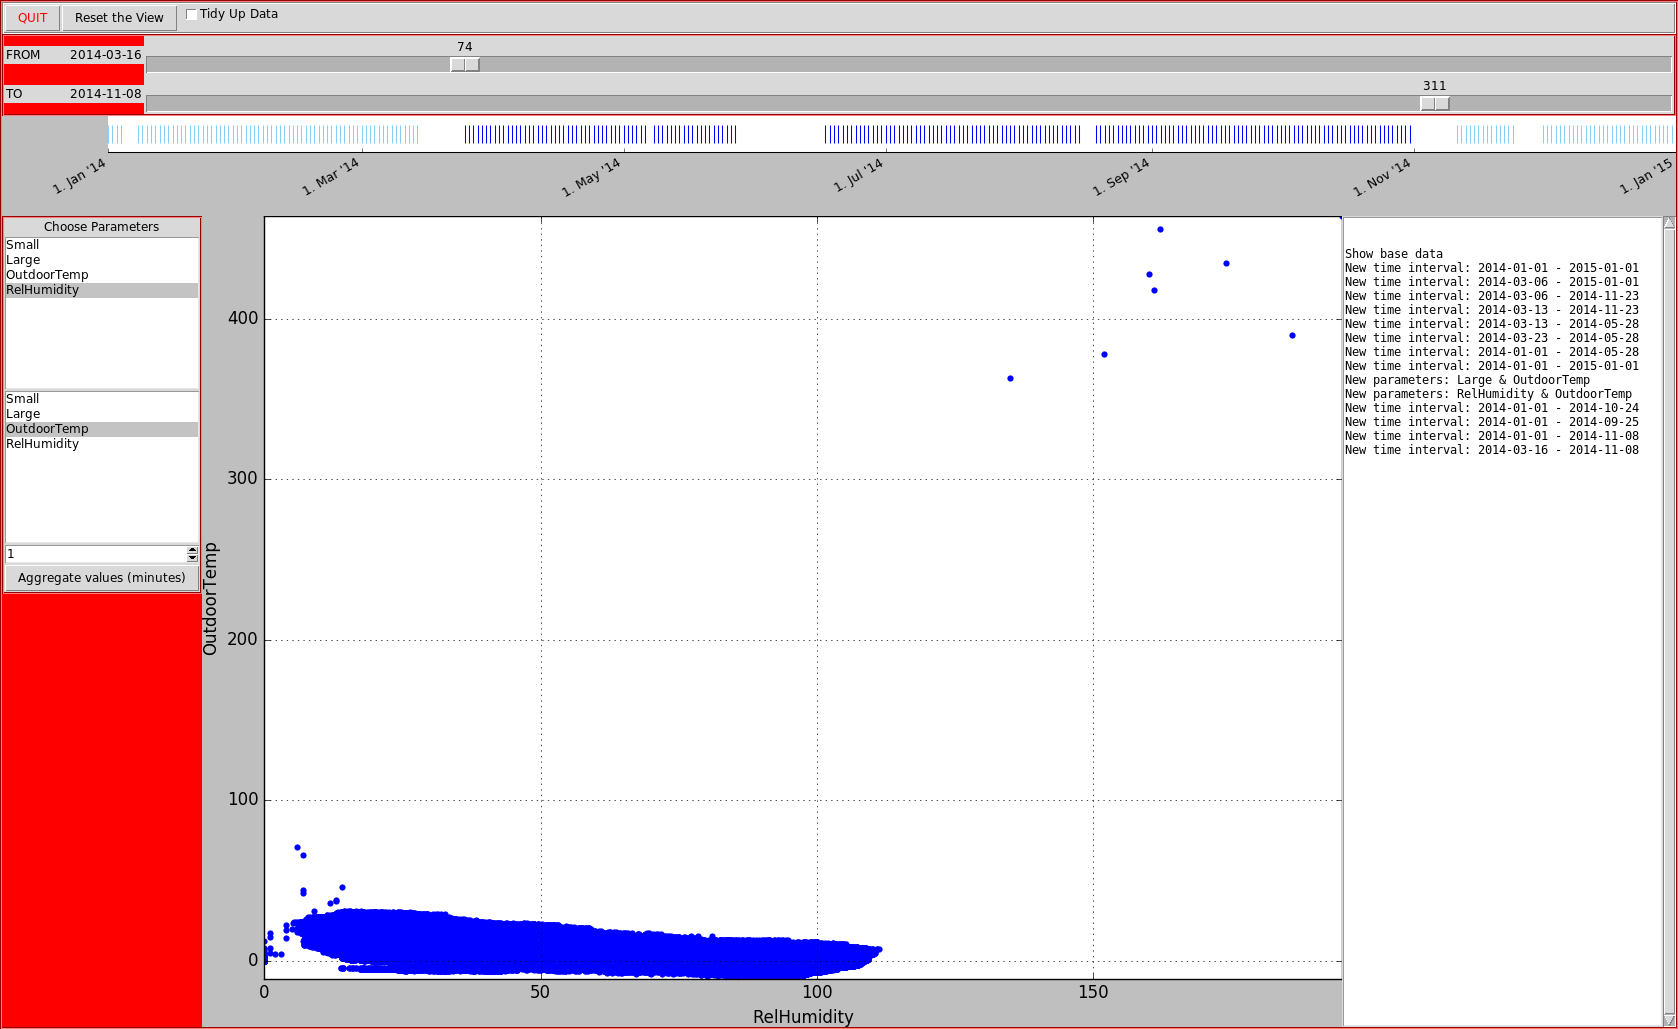 QUIT
Reset the View
Tidy Up Data
74
FROM 2014-03-16
311
TO 2014-11-08
1. Jan '14
1. Mar '14
1. May '14
1. Jul '14
1. Sep '14
1. Nov '14
1. Jan '15
Choose Parameters
Small
Large
OutdoorTemp
RelHumidity
Small
Large
OutdoorTemp
RelHumidity
1
Aggregate values (minutes)
OutdoorTemp
400
300
200
100
0
0
50
100
150
RelHumidity
Show base data
New time interval: 2014-01-01 - 2015-01-01
New time interval: 2014-03-06 - 2015-01-01
New time interval: 2014-03-06 - 2014-11-23
New time interval: 2014-03-13 - 2014-11-23
New time interval: 2014-03-13 - 2014-05-28
New time interval: 2014-03-23 - 2014-05-28
New time interval: 2014-01-01 - 2014-05-28
New time interval: 2014-01-01 - 2015-01-01
New parameters: Large & OutdoorTemp
New parameters: RelHumidity & OutdoorTemp
New time interval: 2014-01-01 - 2014-10-24
New time interval: 2014-01-01 - 2014-09-25
New time interval: 2014-01-01 - 2014-11-08
New time interval: 2014-03-16 - 2014-11-08